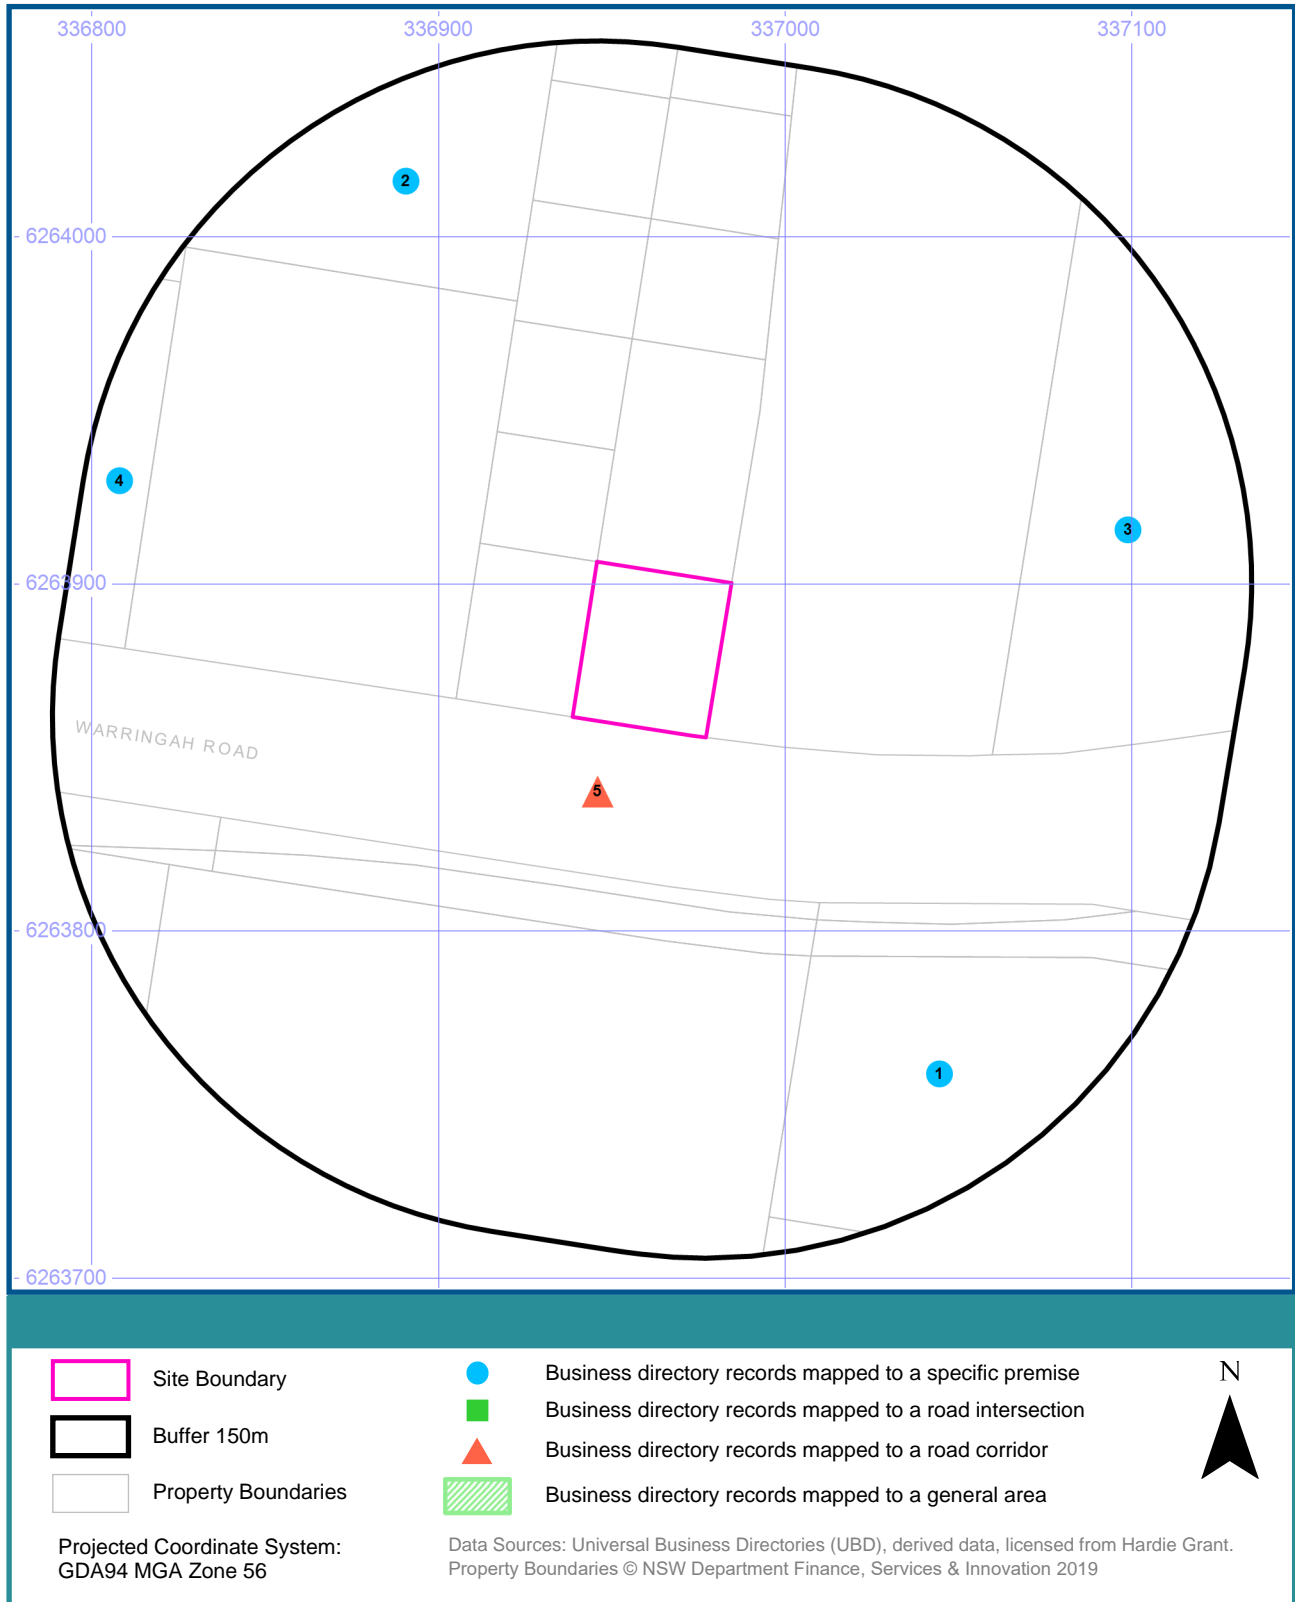 336800 336900 337000 337100
2
6264000
4
3
6263900
WARRINGAH ROAD
5
6263800
1
6263700
Site Boundary
Buffer 150m
Property Boundaries
Projected Coordinate System:
GDA94 MGA Zone 56
Business directory records mapped to a specific premise
Business directory records mapped to a road intersection
Business directory records mapped to a road corridor
Business directory records mapped to a general area
N
Data Sources: Universal Business Directories (UBD), derived data, licensed from Hardie Grant.
Property Boundaries © NSW Department Finance, Services & Innovation 2019